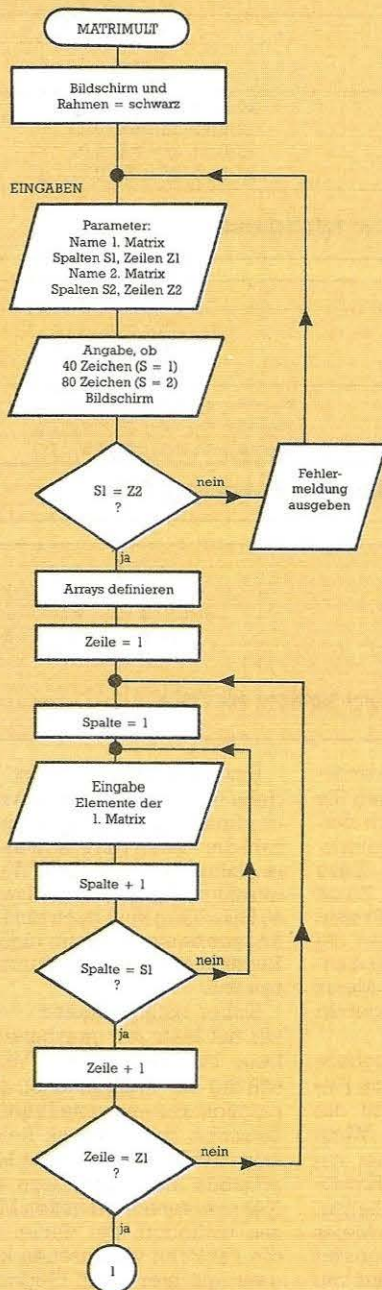 MATRIMULT
Bildschirm und
Rahmen = schwarz
EINGABEN
Parameter:
Name 1. Matrix
Spalten S1, Zeilen Z1
Name 2. Matrix
Spalten S2, Zeilen Z2
Angabe, ob
40 Zeichen (S = 1)
80 Zeichen (S = 2)
Bildschirm
S1 = Z2
?
nein
Fehler-
meldung
ausgeben
ja
Arrays definieren
Zeile = 1
Spalte = 1
Eingabe
Elemente der
1. Matrix
Spalte + 1
Spalte = S1
?
nein
ja
Zeile + 1
Zeile = Z1
?
nein
ja
1